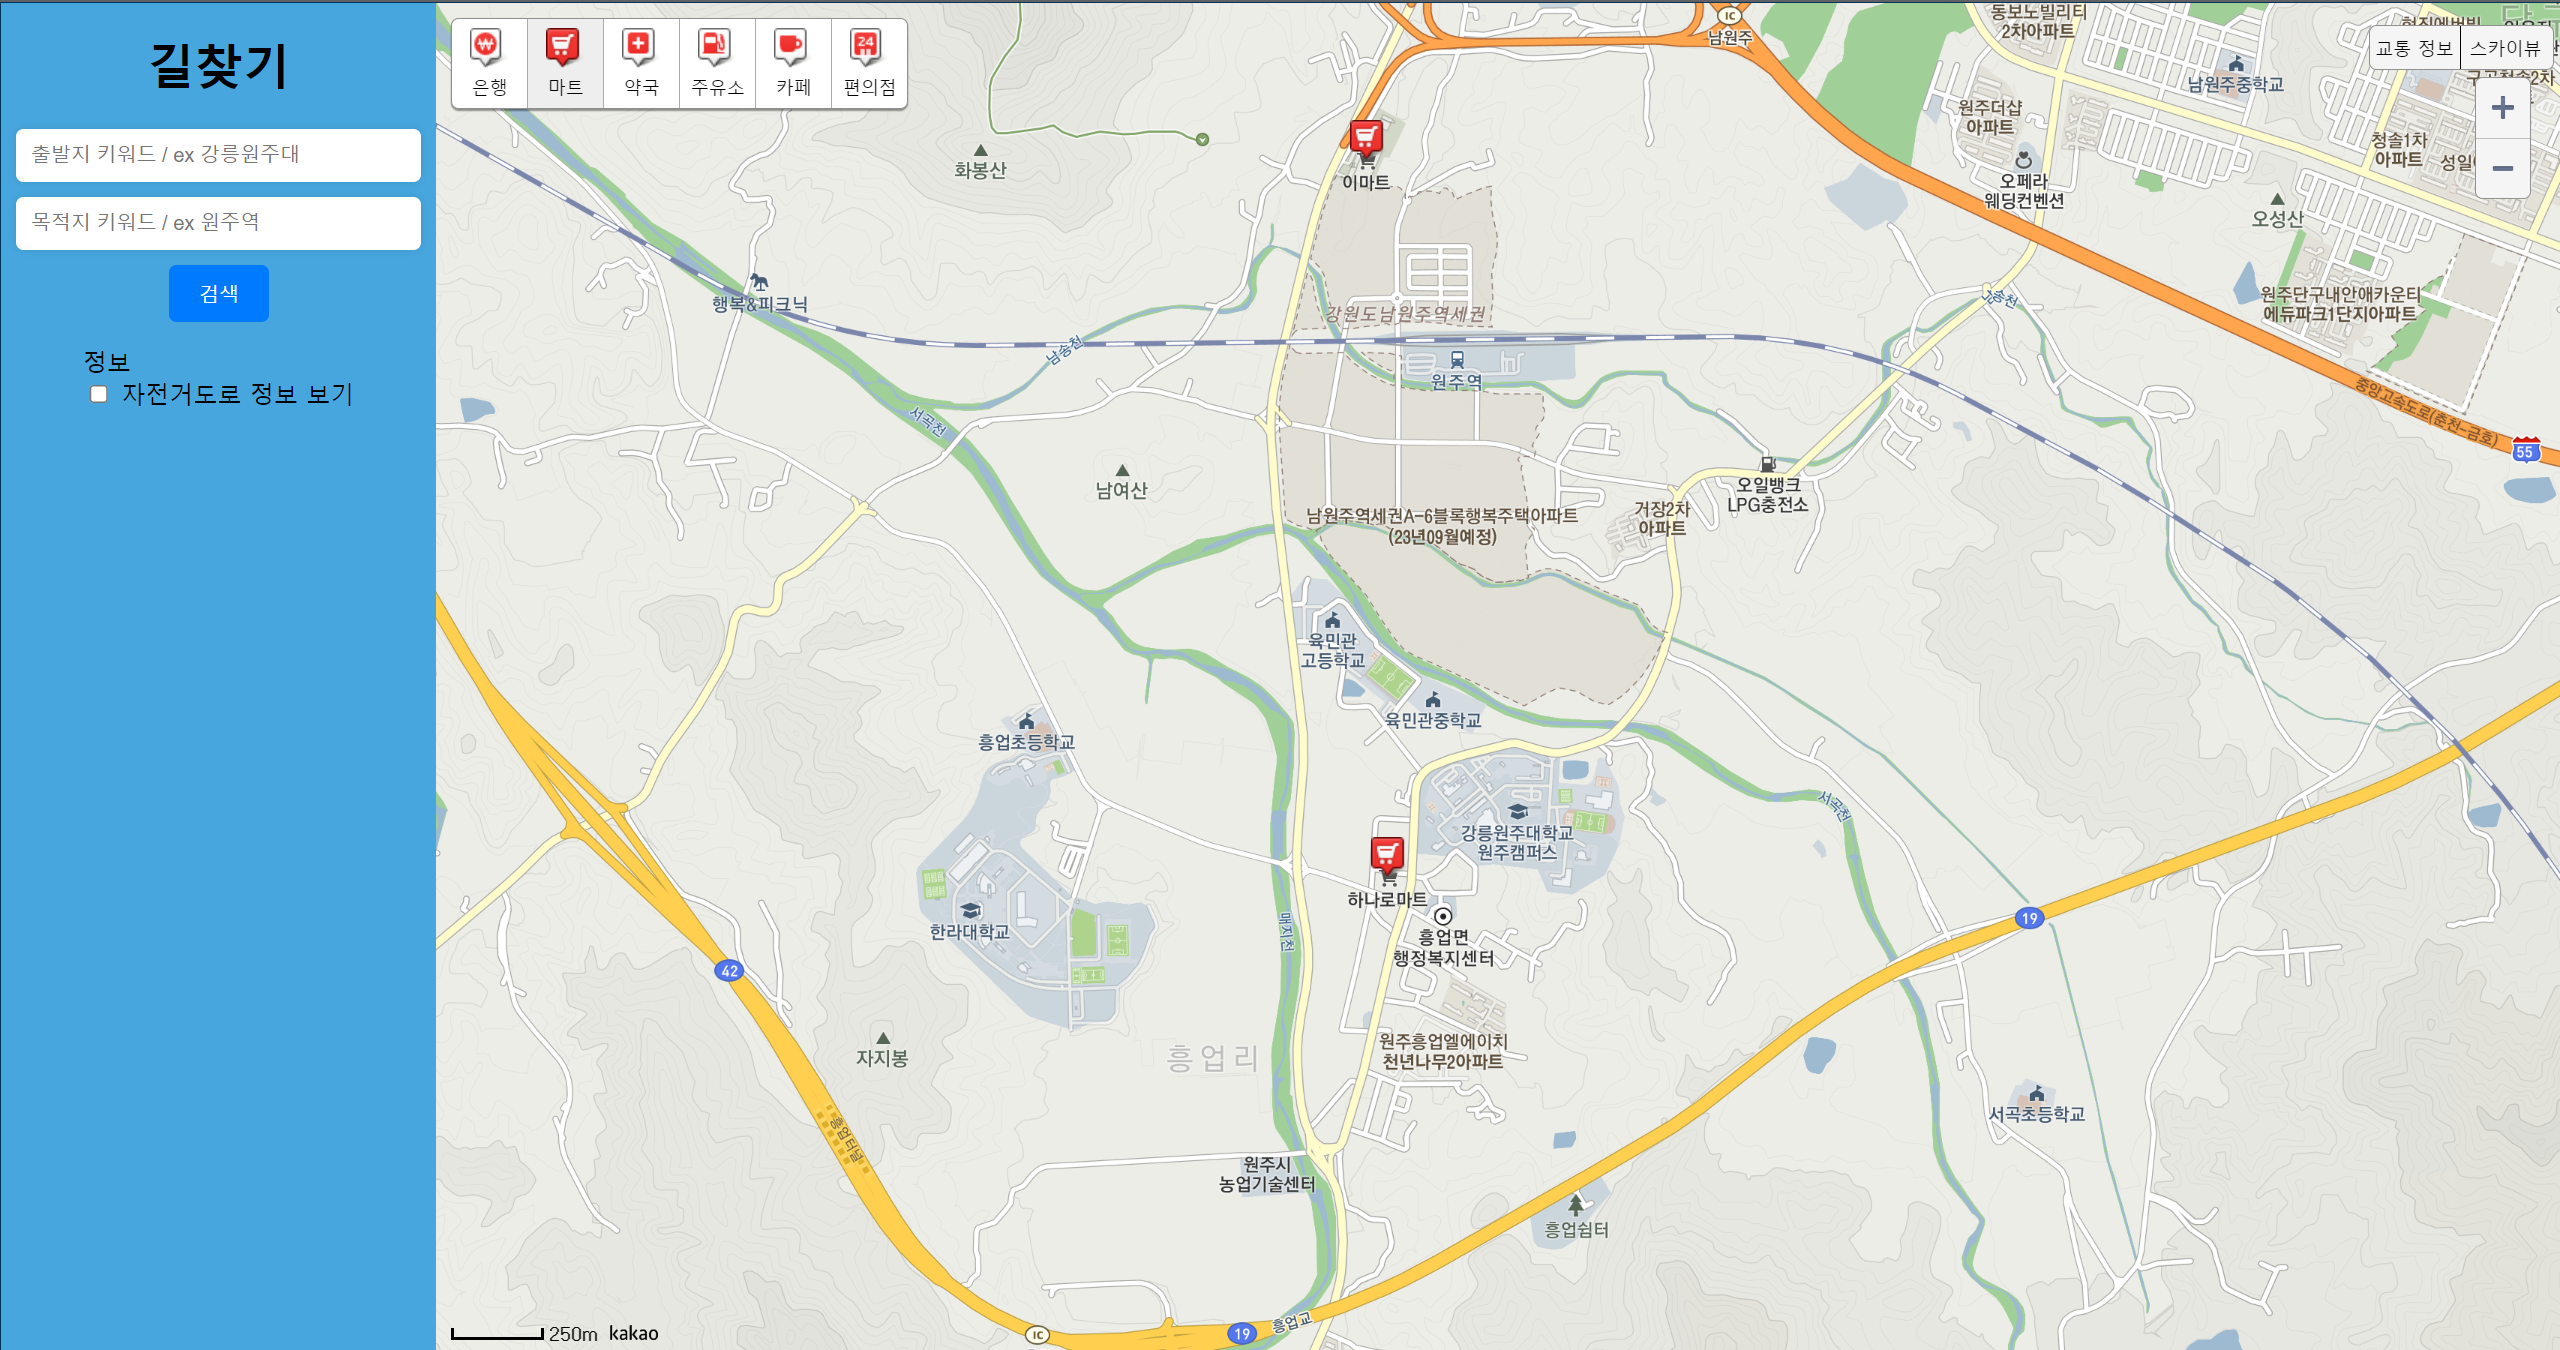 길찾기
출발지 키워드 / ex 강릉원주대
목적지 키워드 / ex 원주역
검색
정보
자전거도로 정보 보기
은행
마트
약국
주유소
카페
24
편의점
교통 정보
스카이뷰
IC
남원주
동보노빌리티
2차아파트
남원주중학교
원주더샵
아파트
청솔1차
아파트
오페라
웨딩컨벤션
오성산
이마트
화봉산
행복&피크닉
강원도남원주역세권
원주단구내안애카운티
에듀파크1단지아파트
남송천
원주역
중앙고속도로(춘천-금호)
55
서곡천
남여산
오일뱅크
LPG충전소
거장2차
아파트
남원주역세권A-6블록행복주택아파트
(23년09월예정)
육민관
고등학교
육민관중학교
흥업초등학교
서곡천
강릉원주대학교
원주캠퍼스
하나로마트
한라대학교
매지천
흥업면
행정복지센터
19
42
원주흥업엘에이치
천년나무2아파트
자지봉
흥업리
서곡초등학교
흥업터널
원주시
농업기술센터
흥업쉼터
흥업교
19
IC
250m
kakao